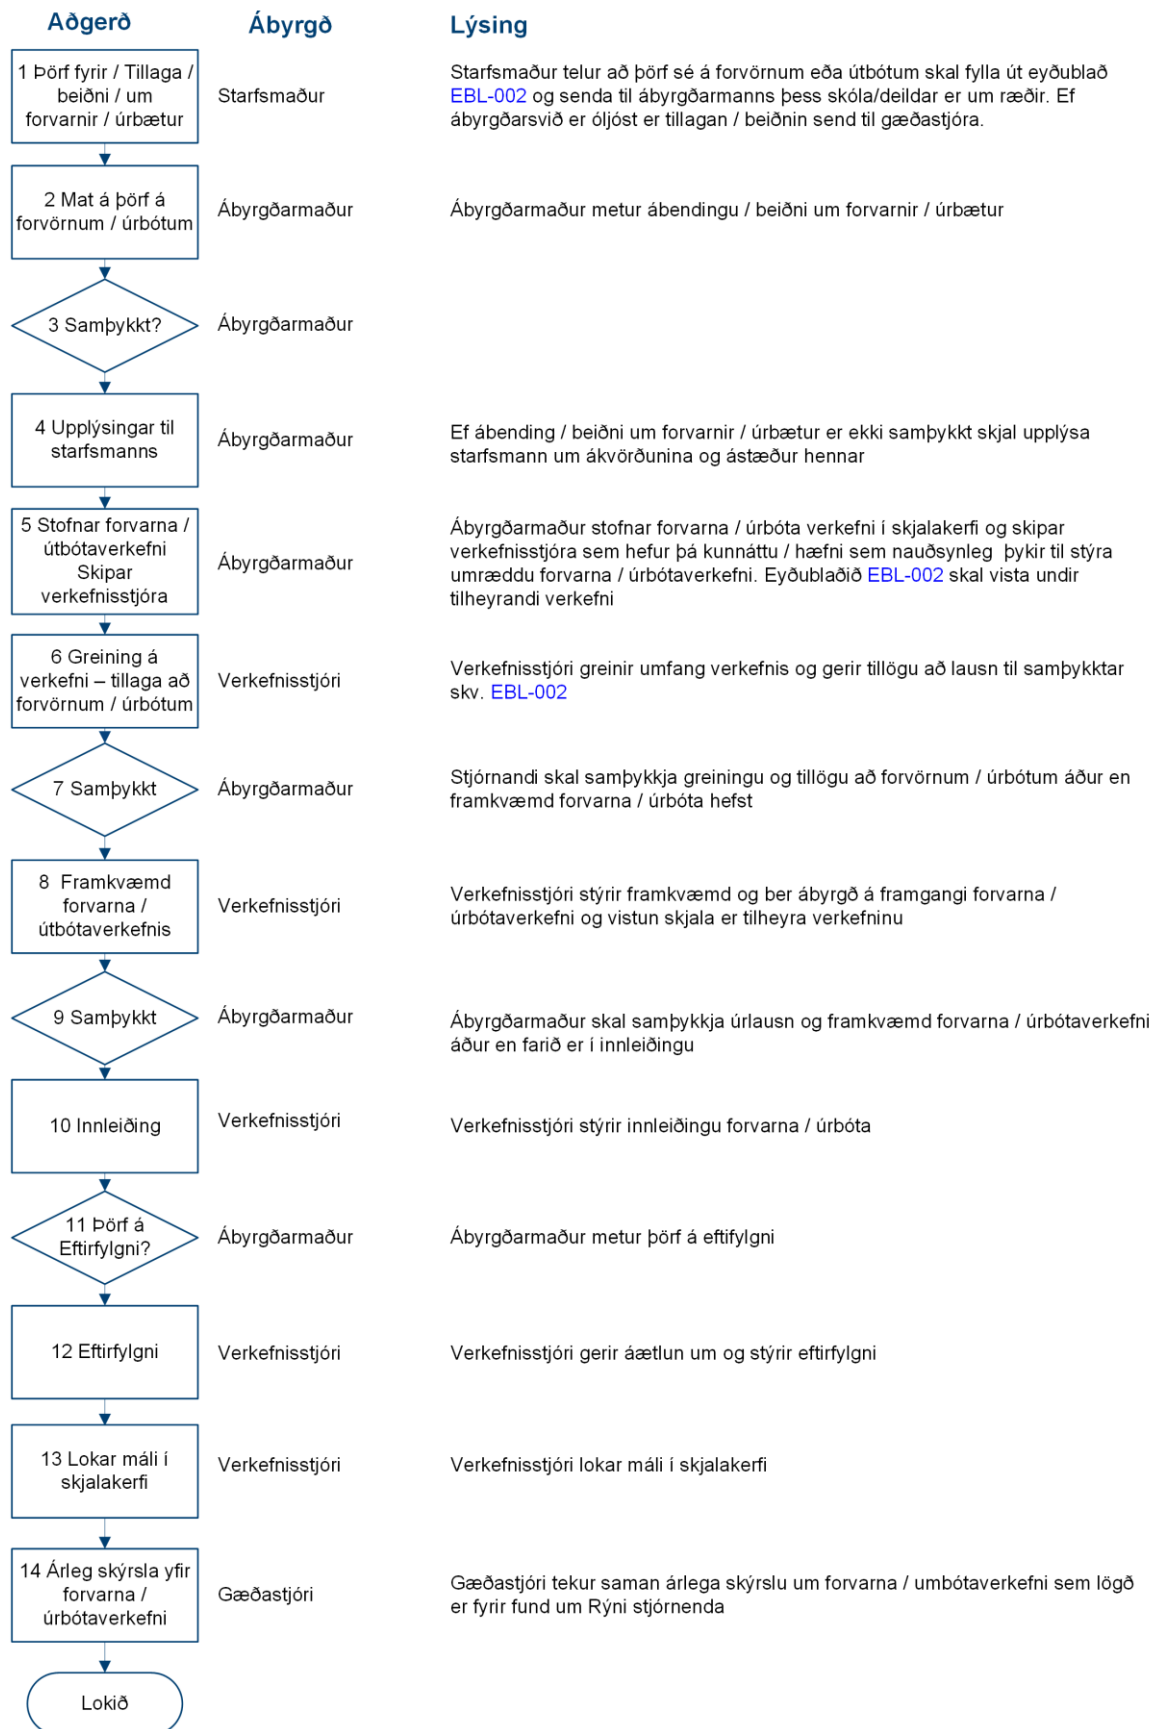 Aðgerð Ábyrgð Lýsing
1 Þörf fyrir / Tillaga /
beiðni / um
forvarnir / úrbætur
Starfsmaður
Starfsmaður telur að þörf sé á forvörnum eða útbótum skal fylla út eyðublað
EBL-002 og senda til ábyrgðarmanns þess skóla/deildar er um ræðir. Ef
ábyrgðarsvið er óljóst er tillagan / beiðnin send til gæðastjóra.
2 Mat á þörf á
forvörnum / úrbótum
Ábyrgðarmaður
Ábyrgðarmaður metur ábendingu / beiðni um forvarnir / úrbætur
3 Samþykkt?
Ábyrgðarmaður
4 Upplýsingar til
starfsmanns
Ábyrgðarmaður
Ef ábending / beiðni um forvarnir / úrbætur er ekki samþykkt skjal upplýsa
starfsmann um ákvörðunina og ástæður hennar
5 Stofnar forvarna /
útbótaverkefni
Skipar
verkefnisstjóra
Ábyrgðarmaður
Ábyrgðarmaður stofnar forvarna / úrbóta verkefni í skjalakerfi og skipar
verkefnisstjóra sem hefur þá kunnáttu / hæfni sem nauðsynleg þykir til stýra
umræddu forvarna / úrbótaverkefni. Eyðublaðið EBL-002 skal vista undir
tilheyrandi verkefni
6 Greining á
verkefni – tillaga að
forvörnum / úrbótum
Verkefnisstjóri
Verkefnisstjóri greinir umfang verkefnis og gerir tillögu að lausn til samþykktar
skv. EBL-002
7 Samþykkt
Ábyrgðarmaður
Stjórnandi skal samþykkja greiningu og tillögu að forvörnum / úrbótum áður en
framkvæmd forvarna / úrbóta hefst
8 Framkvæmd
forvarna /
útbótaverkefnis
Verkefnisstjóri
Verkefnisstjóri stýrir framkvæmd og ber ábyrgð á framgangi forvarna /
úrbótaverkefni og vistun skjala er tilheyra verkefninu
9 Samþykkt
Ábyrgðarmaður
Ábyrgðarmaður skal samþykkja úrlausn og framkvæmd forvarna / úrbótaverkefni
áður en farið er í innleiðingu
10 Innleiðing
Verkefnisstjóri
Verkefnisstjóri stýrir innleiðingu forvarna / úrbóta
11 Þörf á
Eftirfylgni?
Ábyrgðarmaður
Ábyrgðarmaður metur þörf á eftifylgni
12 Eftirfylgni
Verkefnisstjóri
Verkefnisstjóri gerir áætlun um og stýrir eftirfylgni
13 Lokar máli í
skjalakerfi
Verkefnisstjóri
Verkefnisstjóri lokar máli í skjalakerfi
14 Árleg skýrsla yfir
forvarna /
úrbótaverkefni
Gæðastjóri
Gæðastjóri tekur saman árlega skýrslu um forvarna / umbótaverkefni sem lögð
er fyrir fund um Rýni stjórnenda
Lokið